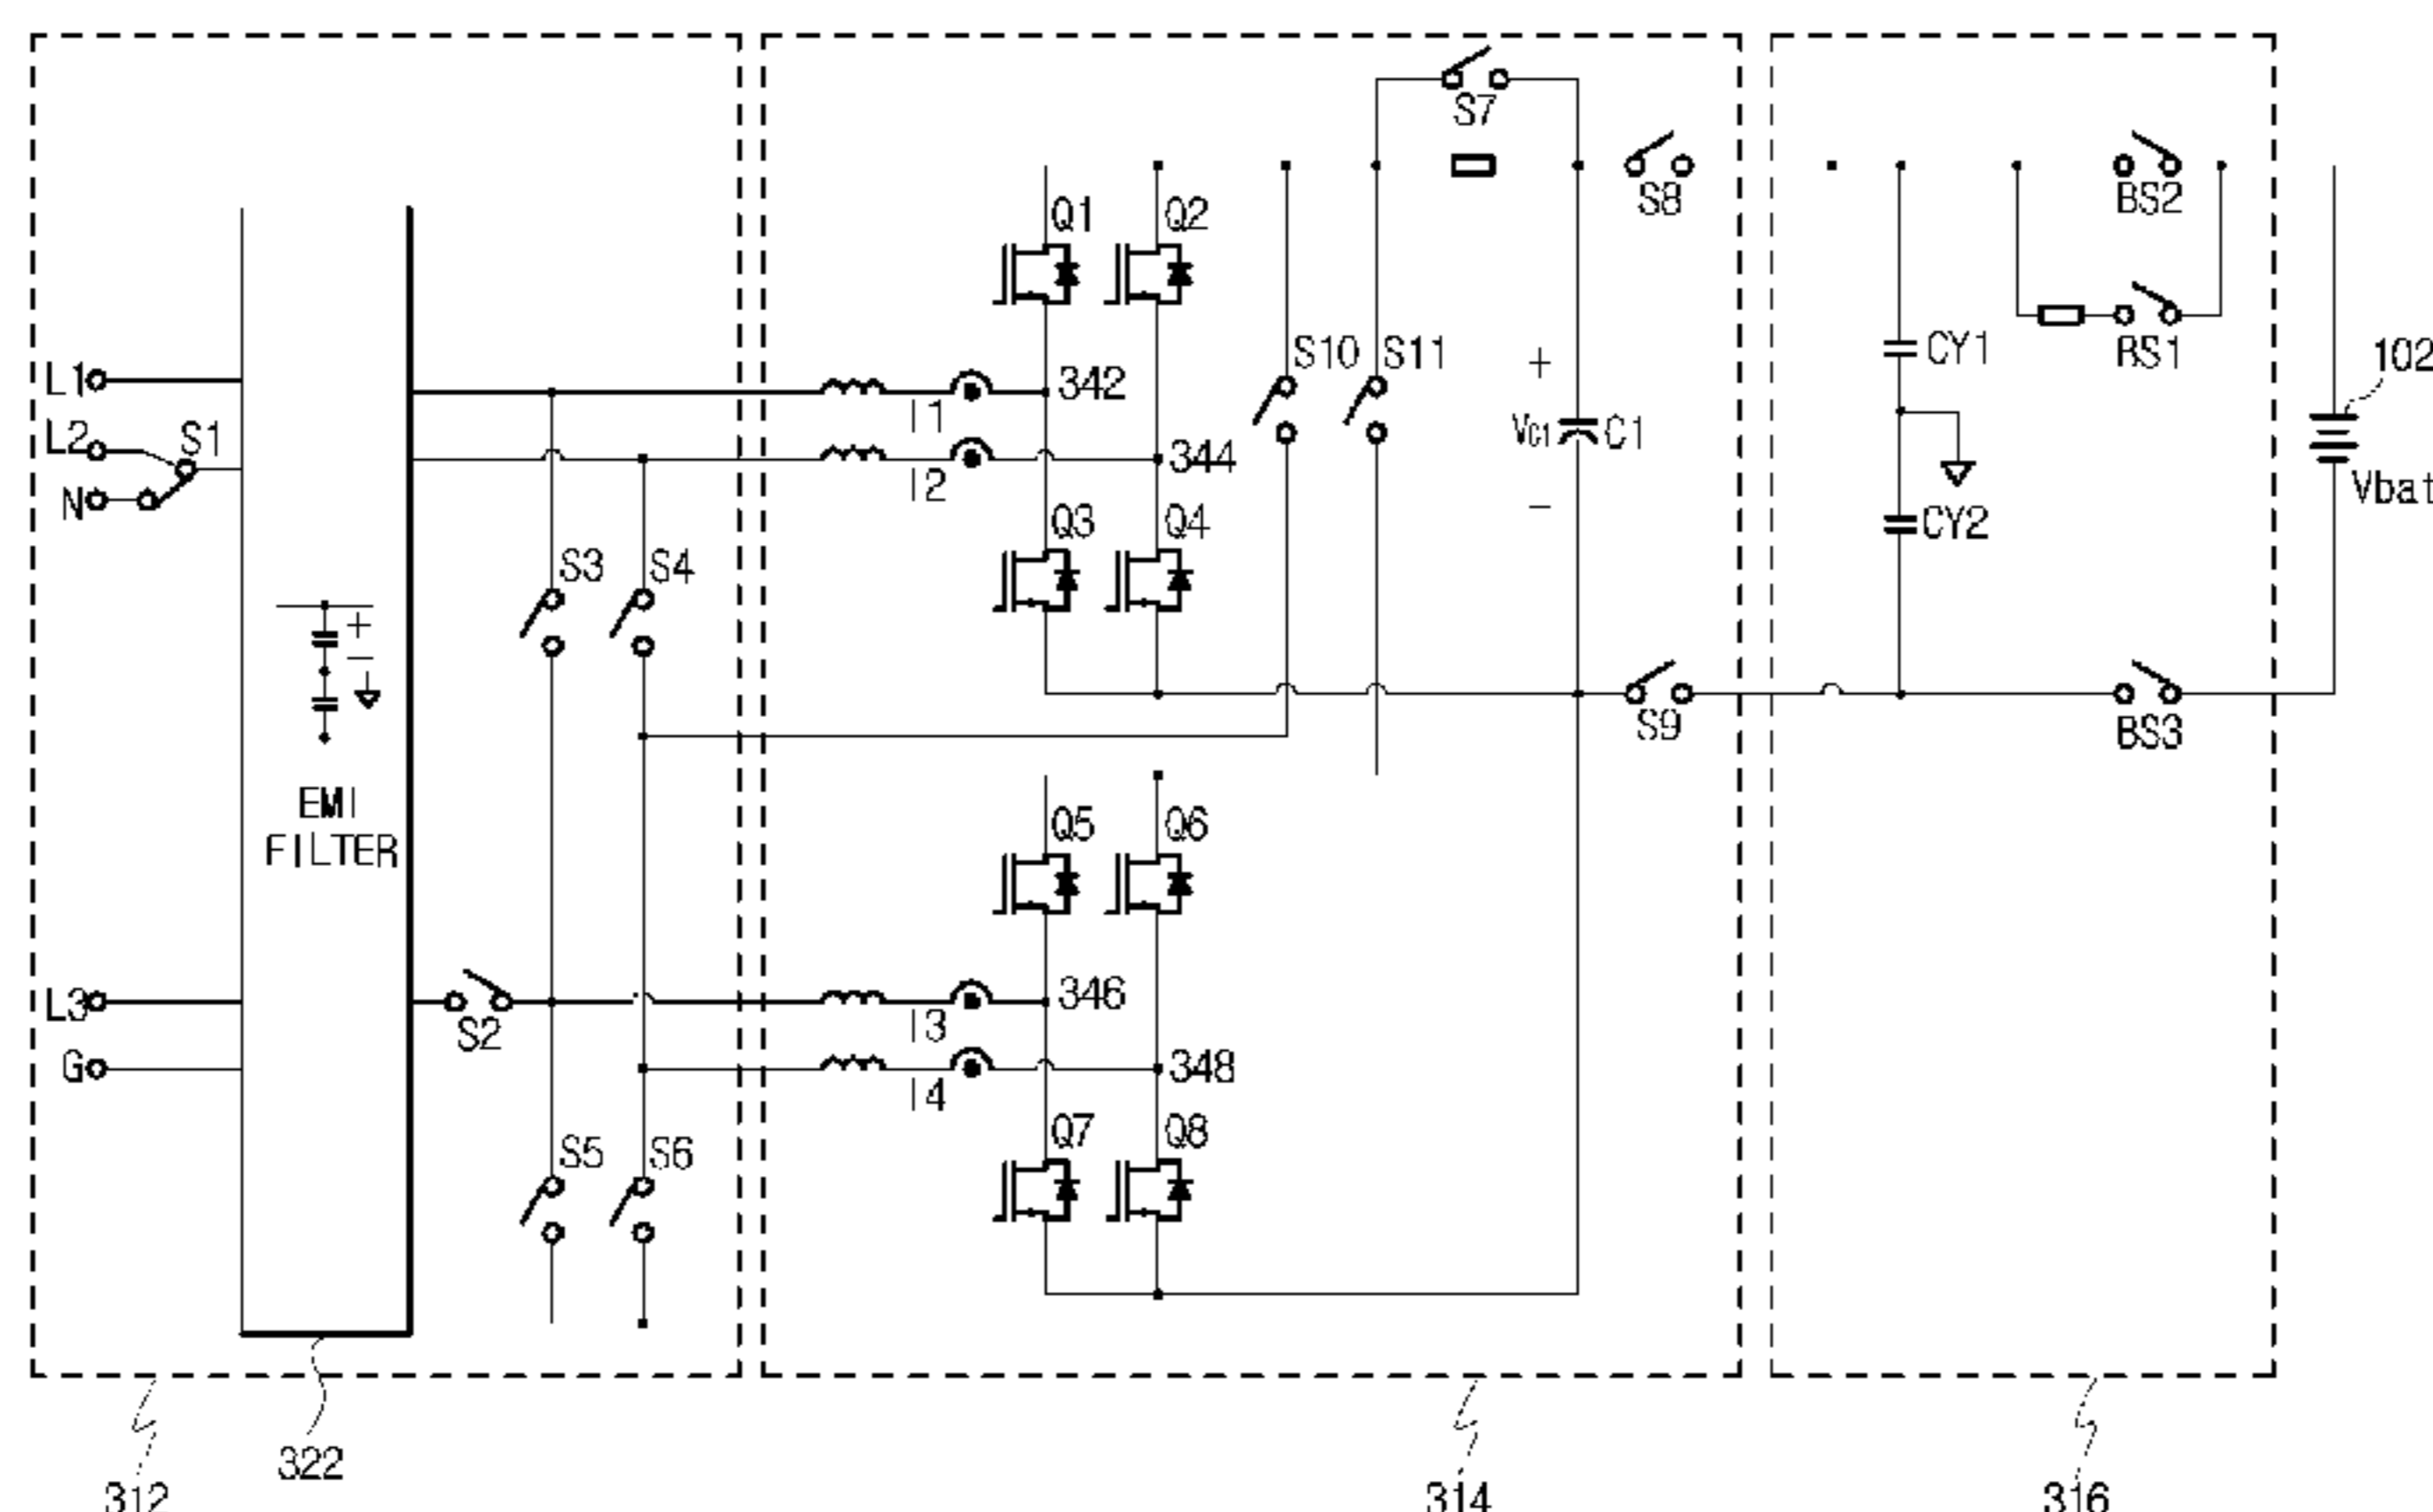 S7
Q1
Q2
S8
BS2
L1
342
S10
S11
+
CY1
RS1
102
L2
S1
I1
VC1
C1
344
N
I2
Vbat
−
Q3
Q4
CY2
S3
S4
+
−
S9
BS3
EMI
FILTER
Q5
Q6
L3
346
S2
I3
G
348
I4
Q7
Q8
S5
S6
322
312
314
316